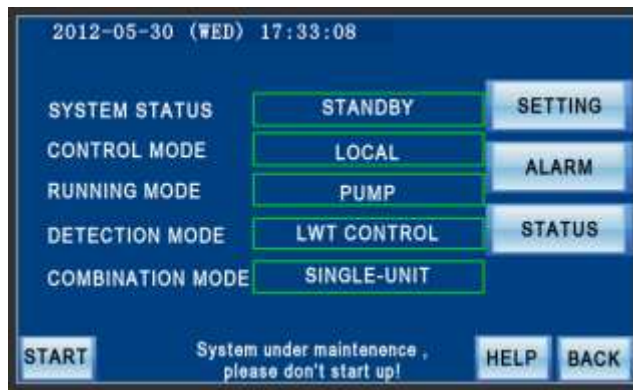 2012-05-30 (WED) 17:33:08
SYSTEM STATUS STANDBY SETTING
CONTROL MODE LOCAL
ALARM
RUNNING MODE PUMP
DETECTION MODE LWT CONTROL STATUS
COMBINATION MODE SINGLE-UNIT
START System under maintenence , HELP BACK
please don't start up!